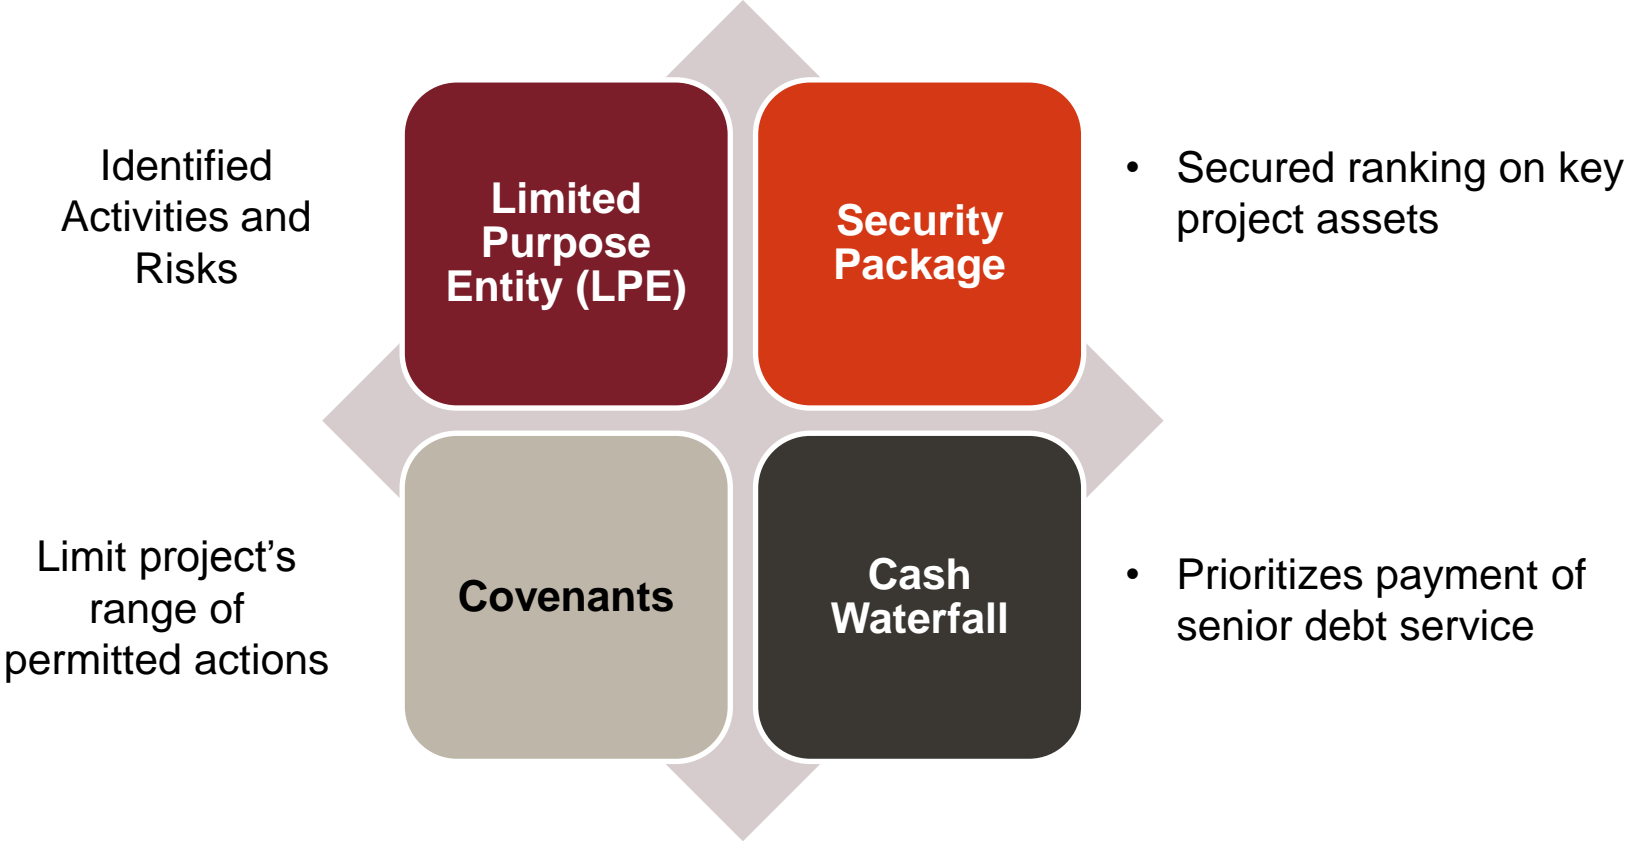 Identified
Activities and
Risks
Limited
Purpose
Entity (LPE)
Security
Package
• Secured ranking on key
project assets
Limit project’s
range of
permitted actions
Covenants
Cash
Waterfall
• Prioritizes payment of
senior debt service